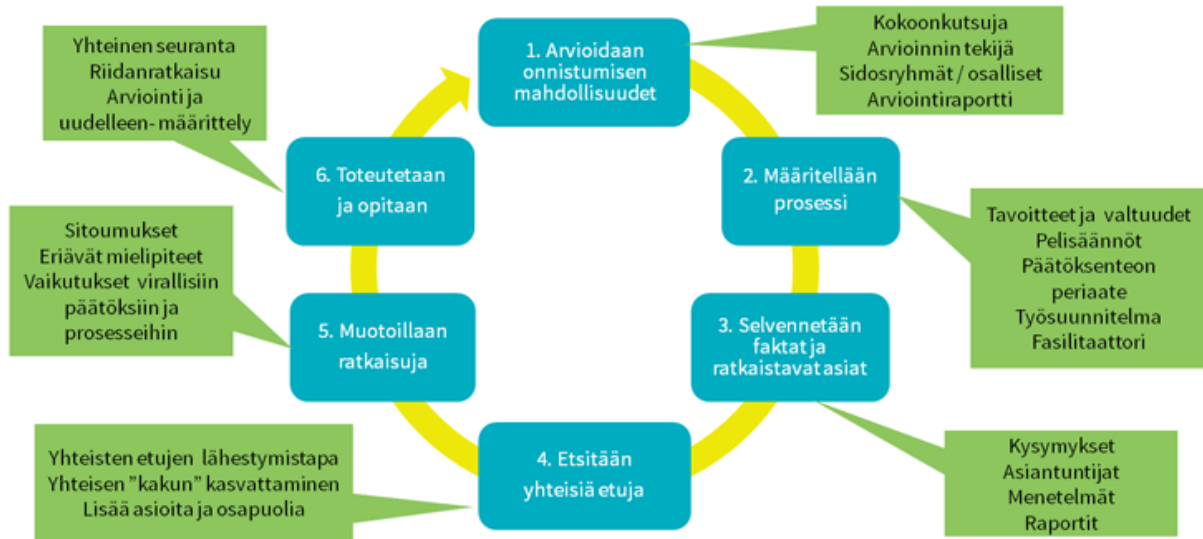 1. Arvioidaan
onnistumisen
mahdollisuudet
Kokoonkutsuja
Arvioinnin tekijä
Sidosryhmät / osalliset
Arviointiraportti
2. Määritellään
prosessi
Tavoitteet ja valtuudet
Pelisäännöt
Päätöksenteon
periaate
Työsuunnitelma
Fasilitaattori
3. Selvennetään
faktat ja
ratkaistavat asiat
Kysymykset
Asiantuntijat
Menetelmät
Raportit
4. Etsitään
yhteisiä etuja
Yhteisten etujen lähestymistapa
Yhteisen ”kakun” kasvattaminen
Lisää asioita ja osapuolia
5. Muotoillaan
ratkaisuja
Sitoumukset
Eriävät mielipiteet
Vaikutukset virallisiin
päätöksiin ja
prosesseihin
6. Toteutetaan
ja opitaan
Yhteinen seuranta
Riidanratkaisu
Arviointi ja
uudelleen- määrittely